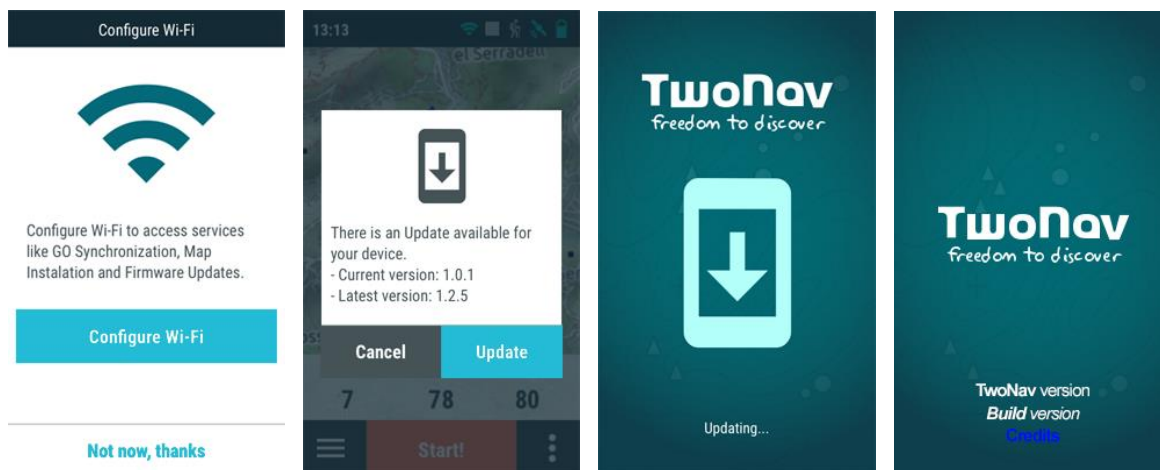 Configure Wi-Fi
Configure Wi-Fi to access services
like GO Synchronization, Map
Instalation and Firmware Updates.
Configure Wi-Fi
Not now, thanks
13:13
el Serradell
There is an Update available for
your device.
- Current version: 1.0.1
- Latest version: 1.2.5
Cancel
Update
7 78 80
Start!
TwoNav
freedom to discover
Updating...
TwoNav
freedom to discover
TwoNav version
Build version
Credits